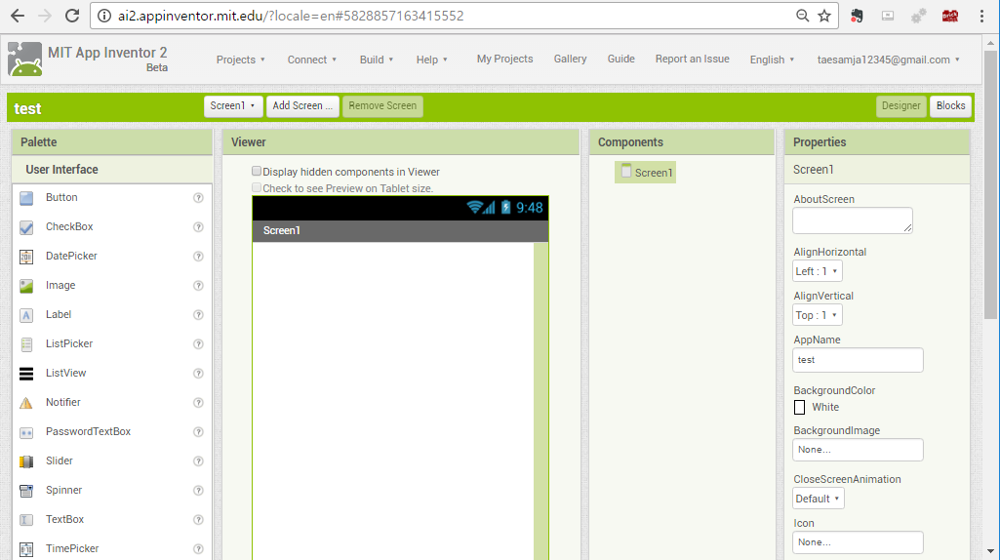 ai2.appinventor.mit.edu/?locale=en#5828857163415552
MIT App Inventor 2
Beta
Projects Connect Build Help My Projects Gallery Guide Report an Issue English taesamja12345@gmail.com
test Screen1 Add Screen ... Remove Screen Designer Blocks
Palette
User Interface
Button ?
CheckBox ?
DatePicker ?
Image ?
Label ?
ListPicker ?
ListView ?
Notifier ?
PasswordTextBox ?
Slider ?
Spinner ?
TextBox ?
TimePicker ?
Viewer
Display hidden components in Viewer
Check to see Preview on Tablet size.
9:48
Screen1
Components
Screen1
Properties
Screen1
AboutScreen
AlignHorizontal
Left : 1
AlignVertical
Top : 1
AppName
test
BackgroundColor
White
BackgroundImage
None...
CloseScreenAnimation
Default
Icon
None...